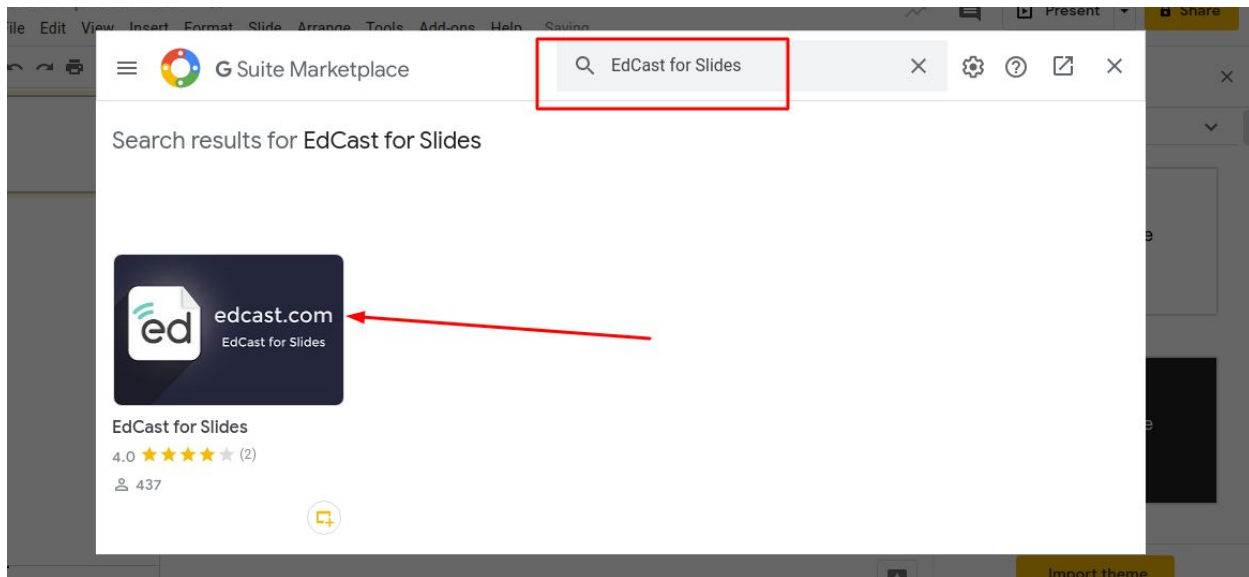 File Edit View Insert Format Slide Arrange Tools Add-ons Help Saving
Present Share
G Suite Marketplace EdCast for Slides
Search results for EdCast for Slides
ed edcast.com
EdCast for Slides
EdCast for Slides
4.0 (2)
437
Import theme